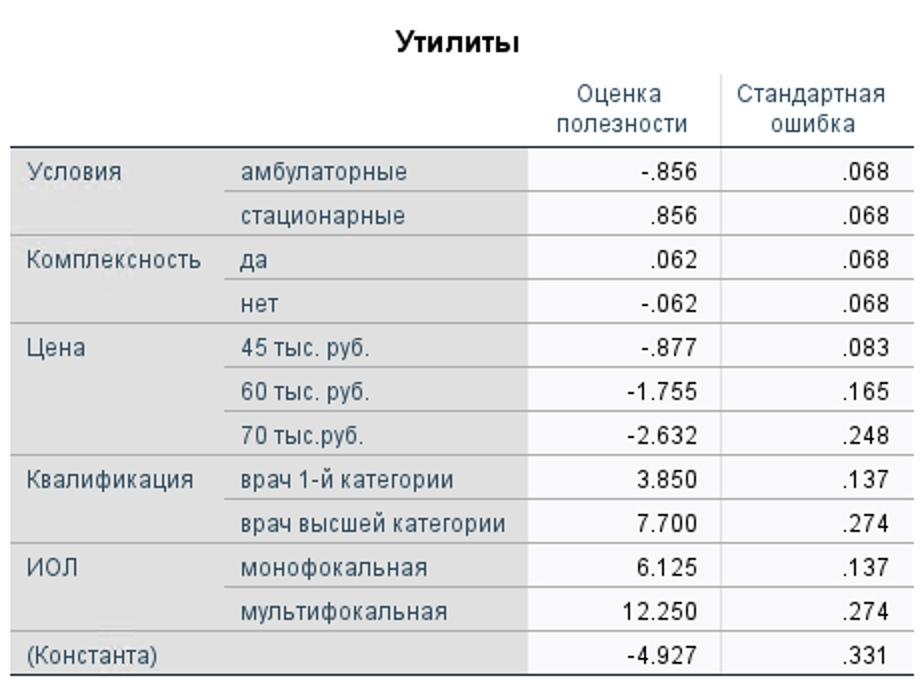 Утилиты
Оценка полезности Стандартная ошибка
Условия амбулаторные -.856 .068
стационарные .856 .068
Комплексность да .062 .068
нет -.062 .068
Цена 45 тыс. руб. -.877 .083
60 тыс. руб. -1.755 .165
70 тыс.руб. -2.632 .248
Квалификация врач 1-й категории 3.850 .137
врач высшей категории 7.700 .274
ИОЛ монофокальная 6.125 .137
мультифокальная 12.250 .274
(Константа) -4.927 .331